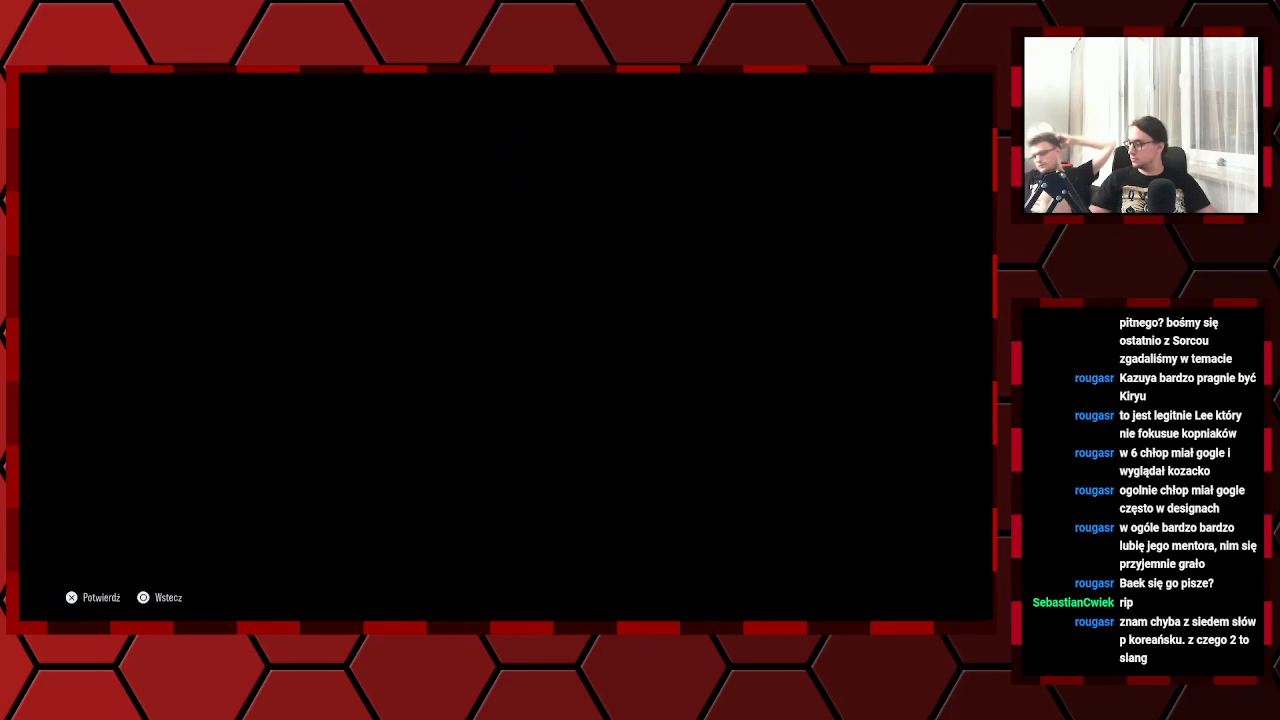 pitnego? bośmy się
ostatnio z Sorcou
zgadaliśmy w temacie
rougasr Kazuya bardzo pragnie być
Kiryu
rougasr to jest legitnie Lee który
nie fokusue kopniaków
rougasr w 6 chłop miał gogle i
wyglądał kozacko
rougasr ogolnie chłop miał gogle
często w designach
rougasr w ogóle bardzo bardzo
lubię jego mentora, nim się
przyjemnie grało
rougasr Baek się go pisze?
SebastianCwiek rip
rougasr znam chyba z siedem słów
p koreańsku. z czego 2 to
slang
Potwierdź Wstecz